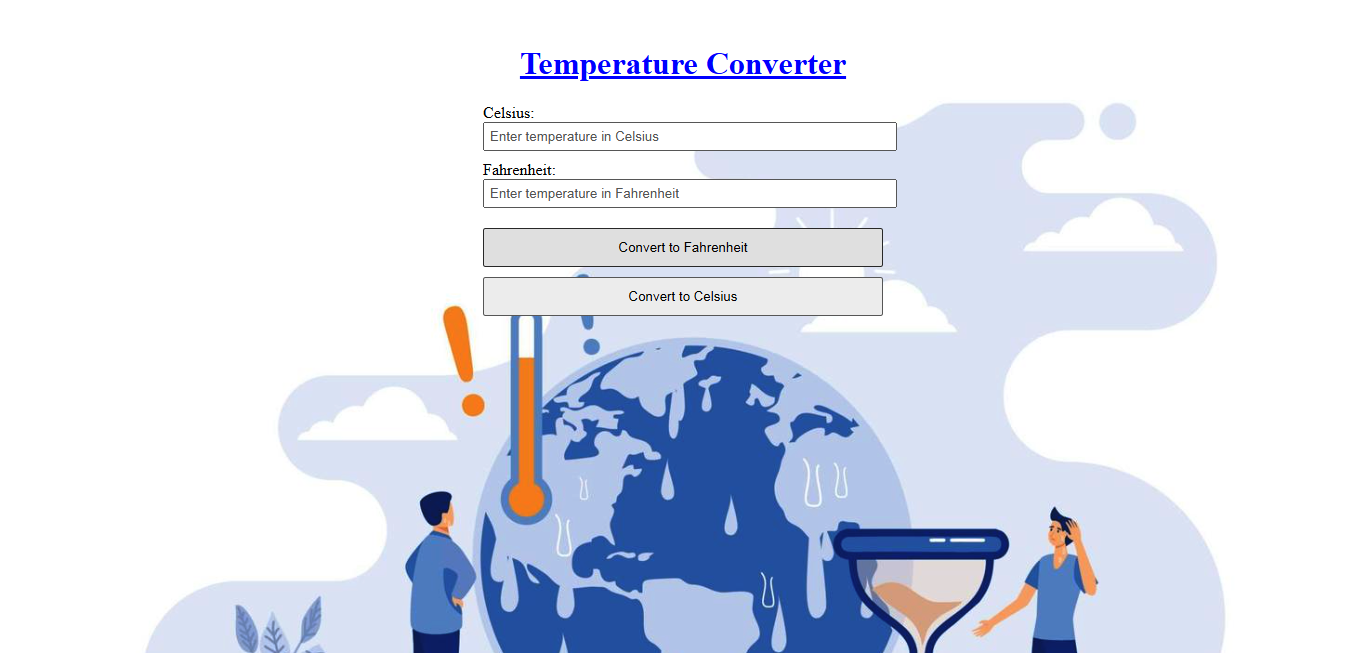 Temperature Converter
Celsius:
Enter temperature in Celsius
Fahrenheit:
Enter temperature in Fahrenheit
Convert to Fahrenheit
Convert to Celsius